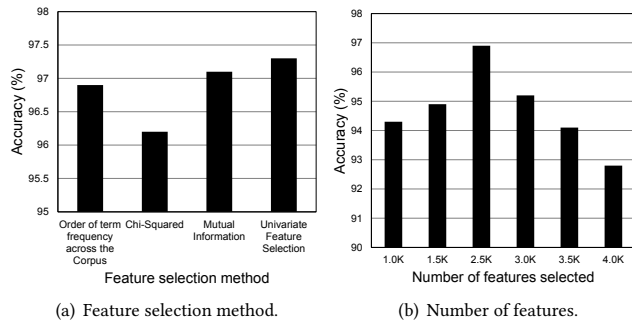 98
97.5
97
96.5
96
95.5
95
Accuracy (%)
Order of term
frequency
across the
Corpus
Chi-Squared
Mutual
Information
Univariate
Feature
Selection
Feature selection method
(a) Feature selection method.
98
97
96
95
94
93
92
91
90
Accuracy (%)
1.0K 1.5K 2.5K 3.0K 3.5K 4.0K
Number of features selected
(b) Number of features.